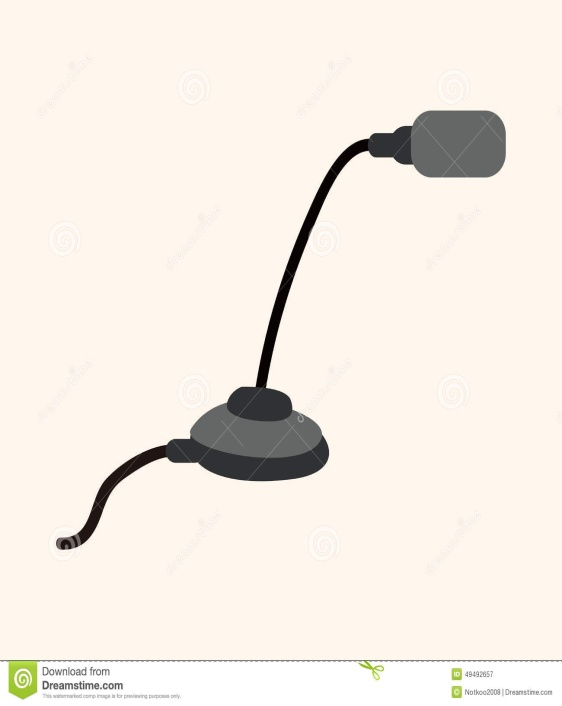 Download from
Dreamstime.com
This watermarked comp image is for previewing purposes only.
49492657
Notkoo2008 | Dreamstime.com